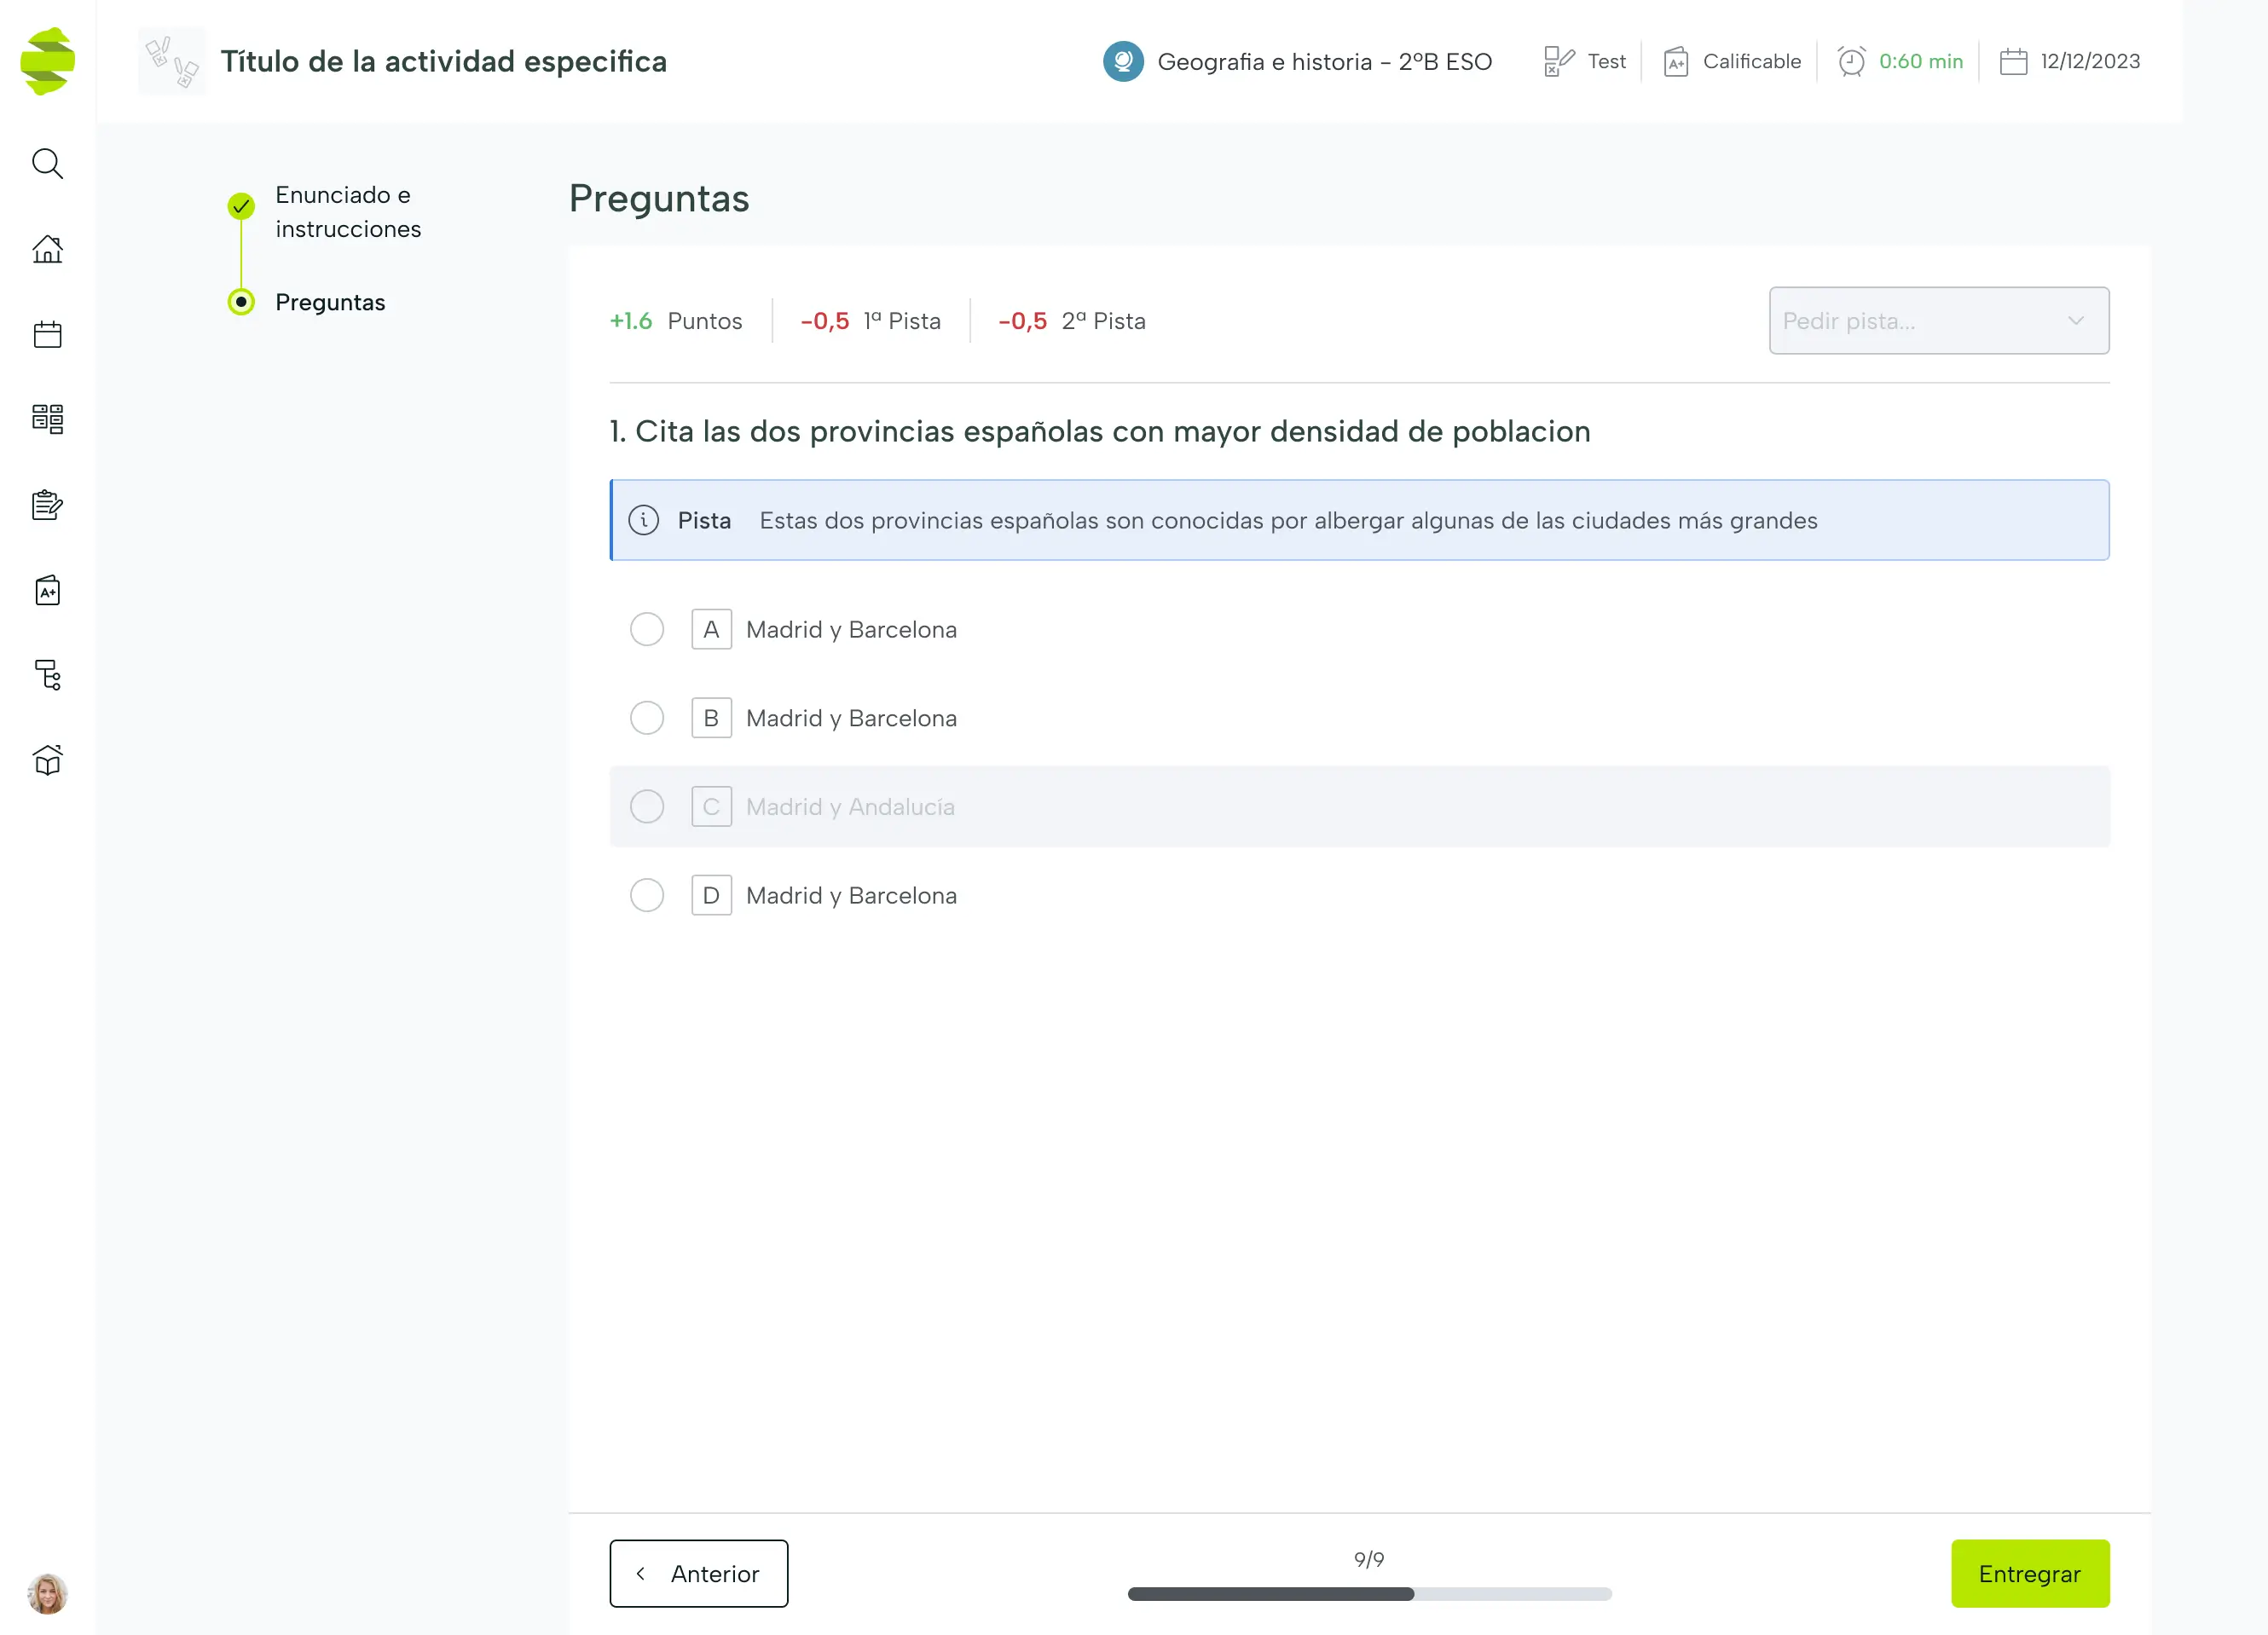 Título de la actividad especifica
Geografia e historia - 2ºB ESO
Test
A+
Calificable
0:60 min
12/12/2023
Enunciado e
instrucciones
Preguntas
Preguntas
+1.6 Puntos
-0,5 1ª Pista
-0,5 2ª Pista
Pedir pista...
1. Cita las dos provincias españolas con mayor densidad de poblacion
Pista Estas dos provincias españolas son conocidas por albergar algunas de las ciudades más grandes
A Madrid y Barcelona
B Madrid y Barcelona
C Madrid y Andalucía
D Madrid y Barcelona
A+
Anterior
9/9
Entregrar